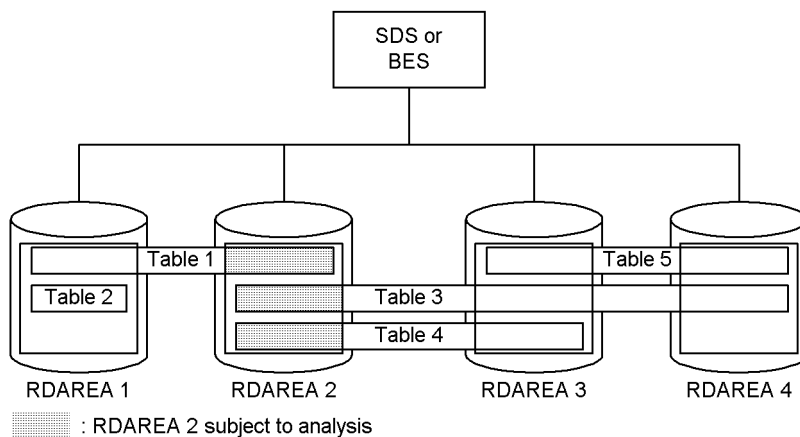 SDS or
BES
Table 1
Table 5
Table 2
Table 3
Table 4
RDAREA 1
RDAREA 2
RDAREA 3
RDAREA 4
: RDAREA 2 subject to analysis